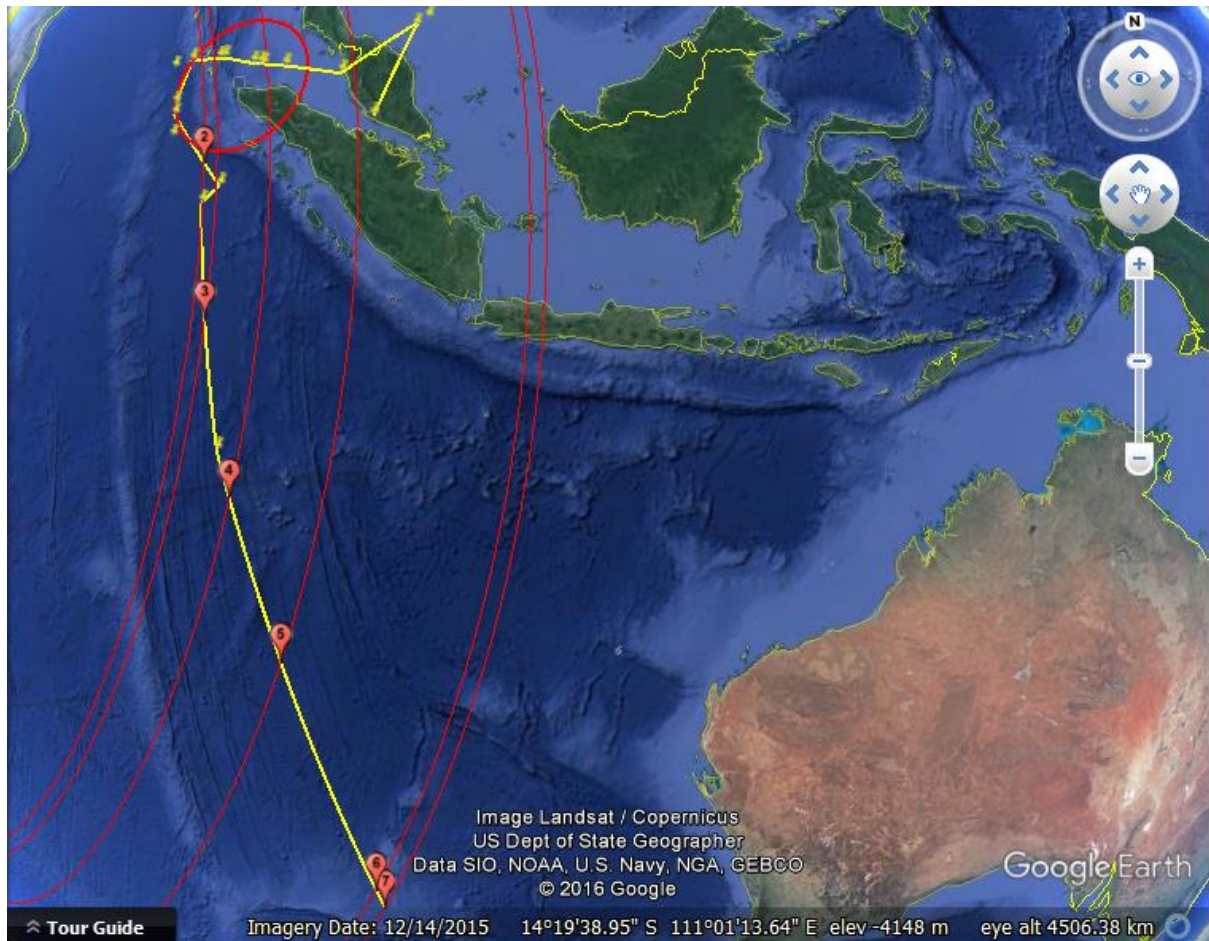 N
2
3
4
5
6
7
Image Landsat / Copernicus
US Dept of State Geographer
Data SIO, NOAA, U.S. Navy, NGA, GEBCO
© 2016 Google
Google Earth
Tour Guide
Imagery Date: 12/14/2015 14°19'38.95" S 111°01'13.64" E elev -4148 m eye alt 4506.38 km